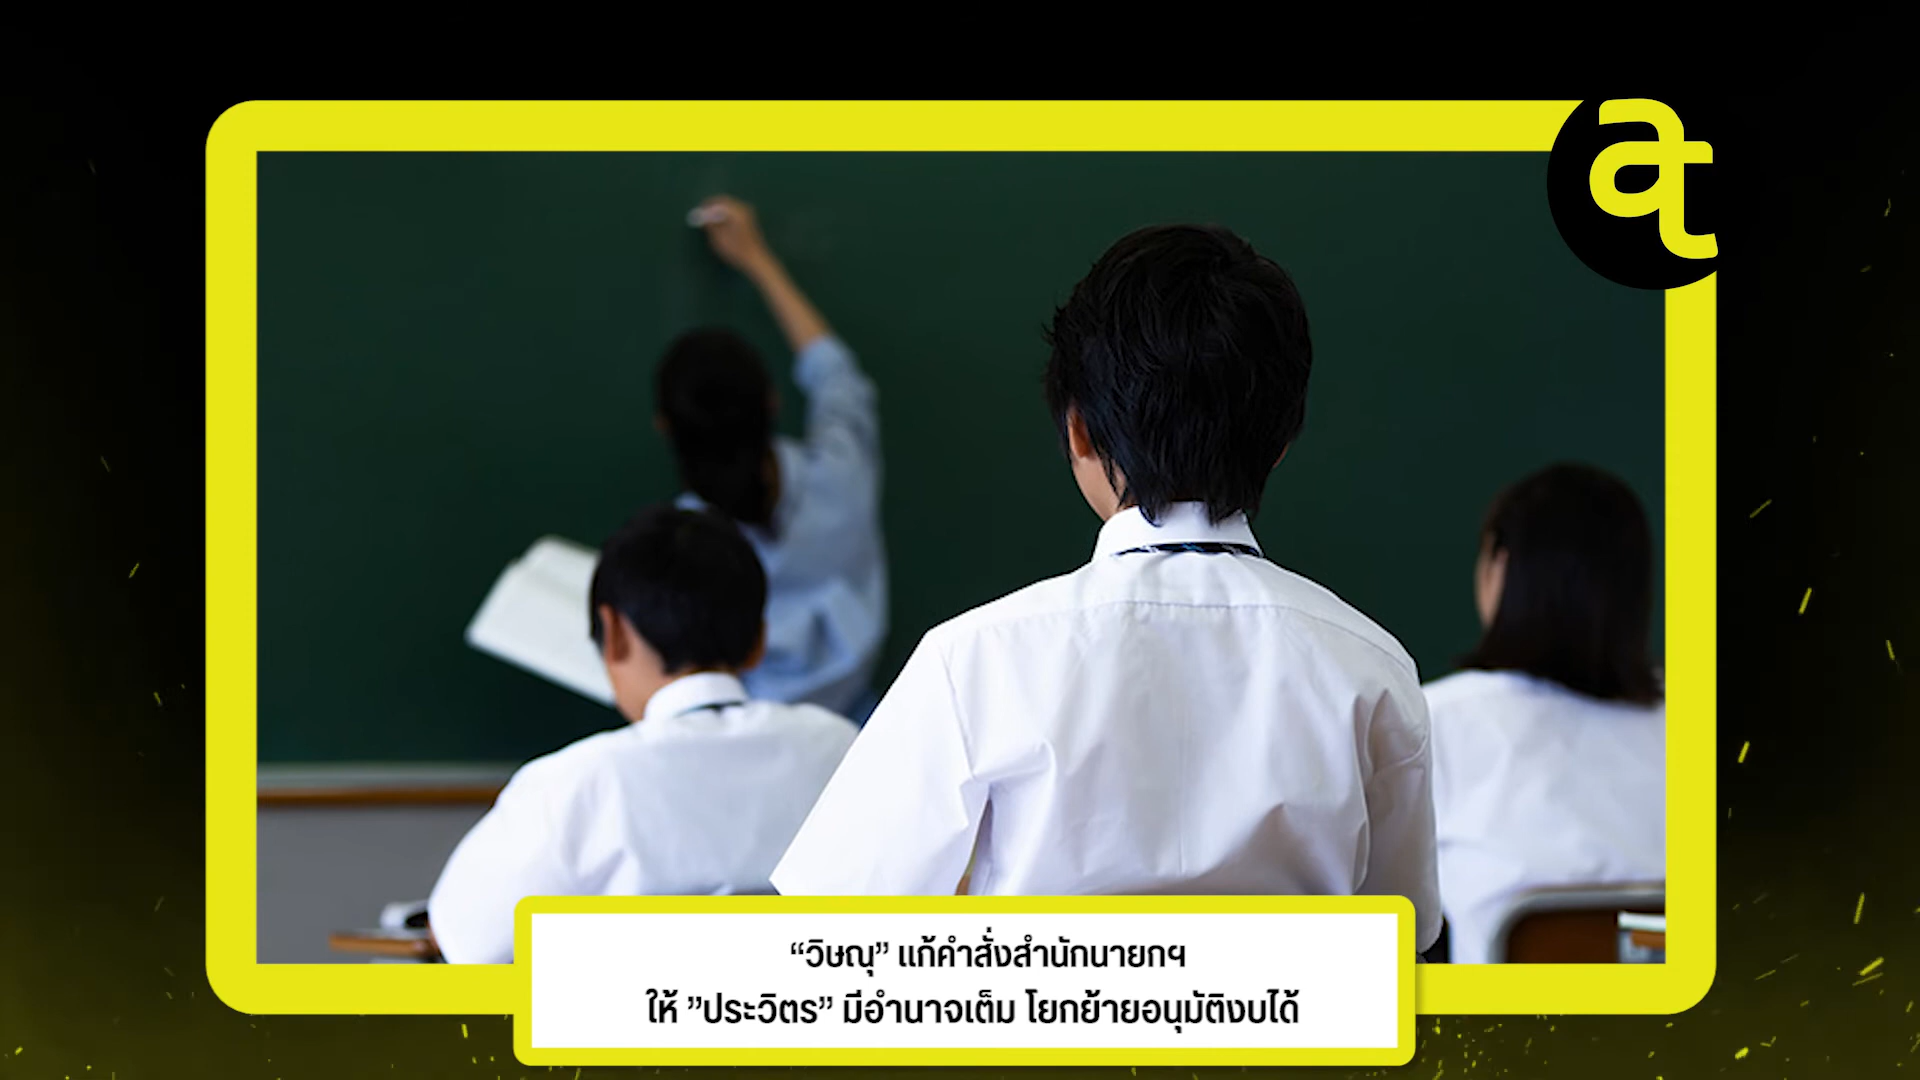 at
“วิษณุ” แก้คำสั่งสำนักนายกฯ
ให้ ”ประวิตร” มีอำนาจเต็ม โยกย้ายอนุมัติงบได้